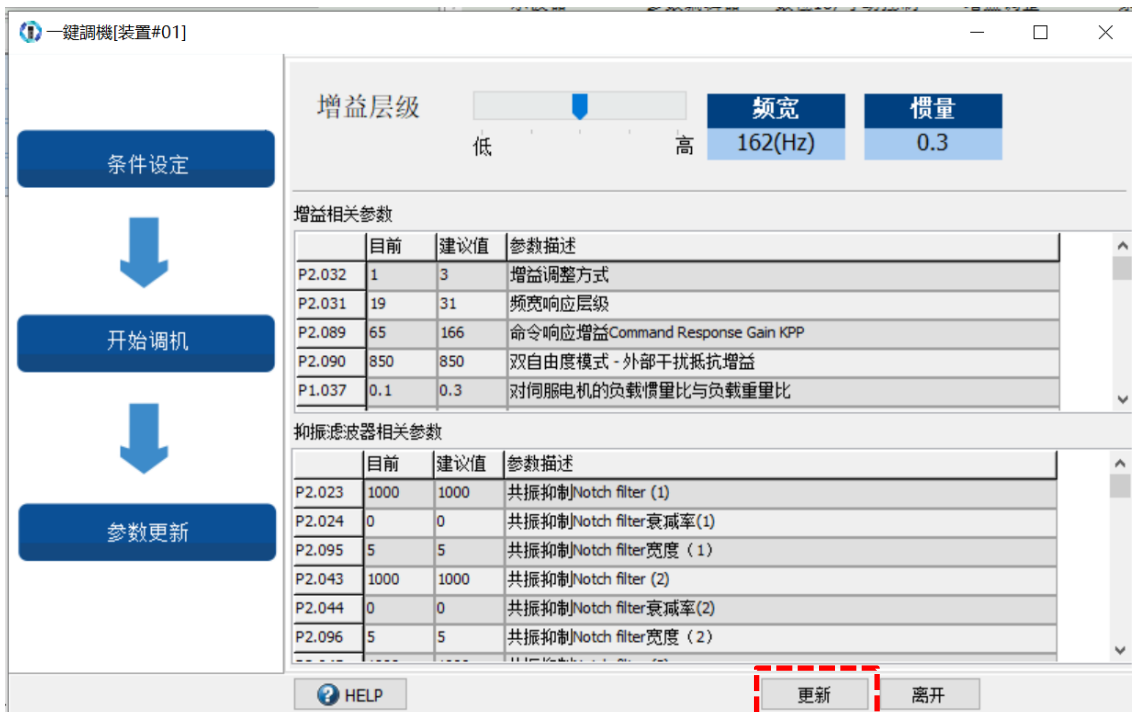 一鍵調機[装置#01]
条件设定
开始调机
参数更新
增益层级
低
高
频宽
162(Hz)
惯量
0.3
增益相关参数
目前 建议值 参数描述
P2.032 1 3 增益调整方式
P2.031 19 31 频宽响应层级
P2.089 65 166 命令响应增益Command Response Gain KPP
P2.090 850 850 双自由度模式 - 外部干扰抵抗增益
P1.037 0.1 0.3 对伺服电机的负载惯量比与负载重量比
抑振滤波器相关参数
目前 建议值 参数描述
P2.023 1000 1000 共振抑制Notch filter (1)
P2.024 0 0 共振抑制Notch filter衰减率(1)
P2.095 5 5 共振抑制Notch filter宽度（1）
P2.043 1000 1000 共振抑制Notch filter (2)
P2.044 0 0 共振抑制Notch filter衰减率(2)
P2.096 5 5 共振抑制Notch filter宽度（2）
HELP
更新
离开